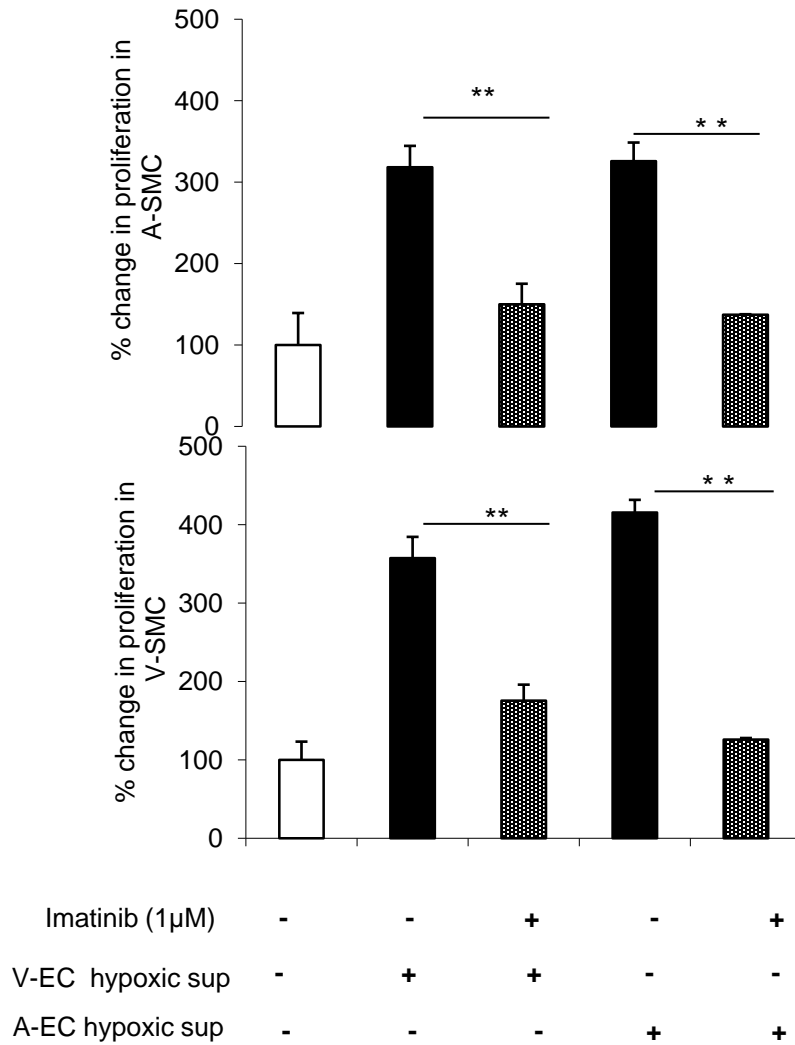 500
400
300
200
100
0
% change in proliferation in
A-SMC
**
* *
500
400
300
200
100
0
% change in proliferation in
V-SMC
**
* *
Imatinib (1µM) - - + - +
V-EC hypoxic sup - + + - -
A-EC hypoxic sup - - - + +